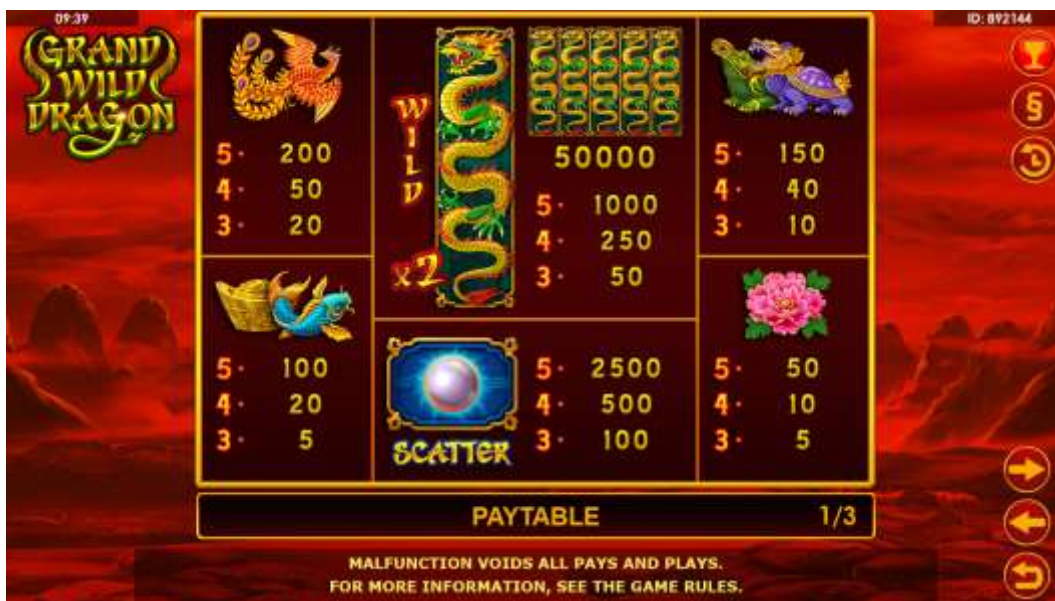 09:39
ID: 892144
GRAND
WILD
DRAGON
5· 200
4· 50
3· 20
WILD
x2
50000
5· 1000
4· 250
3· 50
5· 150
4· 40
3· 10
5· 100
4· 20
3· 5
SCATTER
5· 2500
4· 500
3· 100
5· 50
4· 10
3· 5
§
PAYTABLE 1/3
MALFUNCTION VOIDS ALL PAYS AND PLAYS.
FOR MORE INFORMATION, SEE THE GAME RULES.